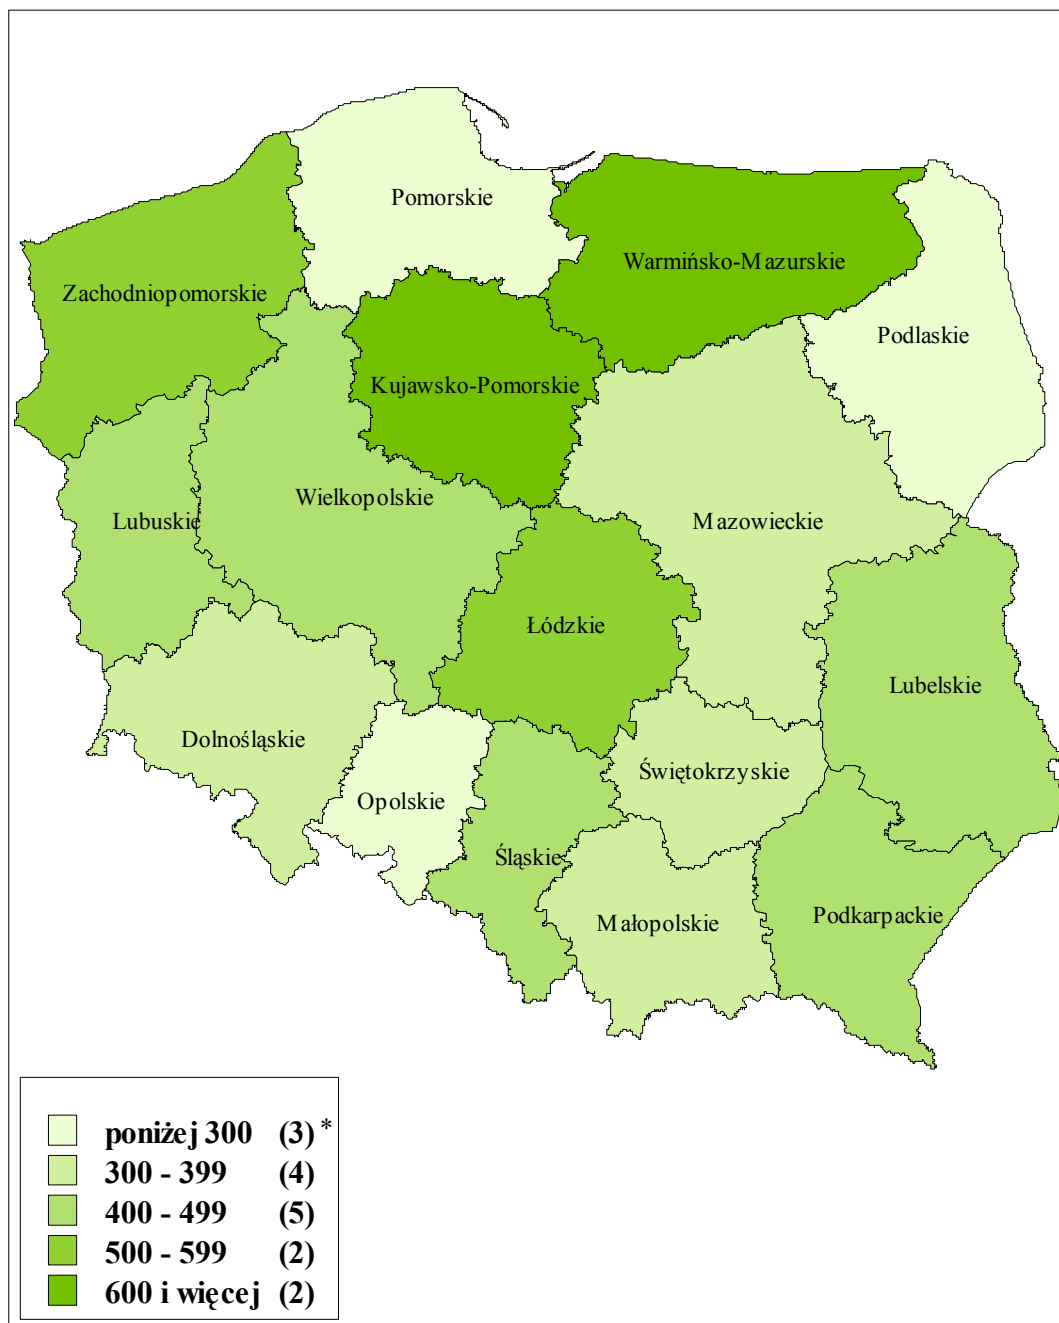 Pomorskie
Warmińsko-Mazurskie
Zachodniopomorskie
Podlaskie
Kujawsko-Pomorskie
Wielkopolskie
Lubuskie
Mazowieckie
Łódzkie
Lubelskie
Dolnośląskie
Świętokrzyskie
Opolskie
Śląskie
Małopolskie
Podkarpackie
poniżej 300 (3) *
300 - 399 (4)
400 - 499 (5)
500 - 599 (2)
600 i więcej (2)